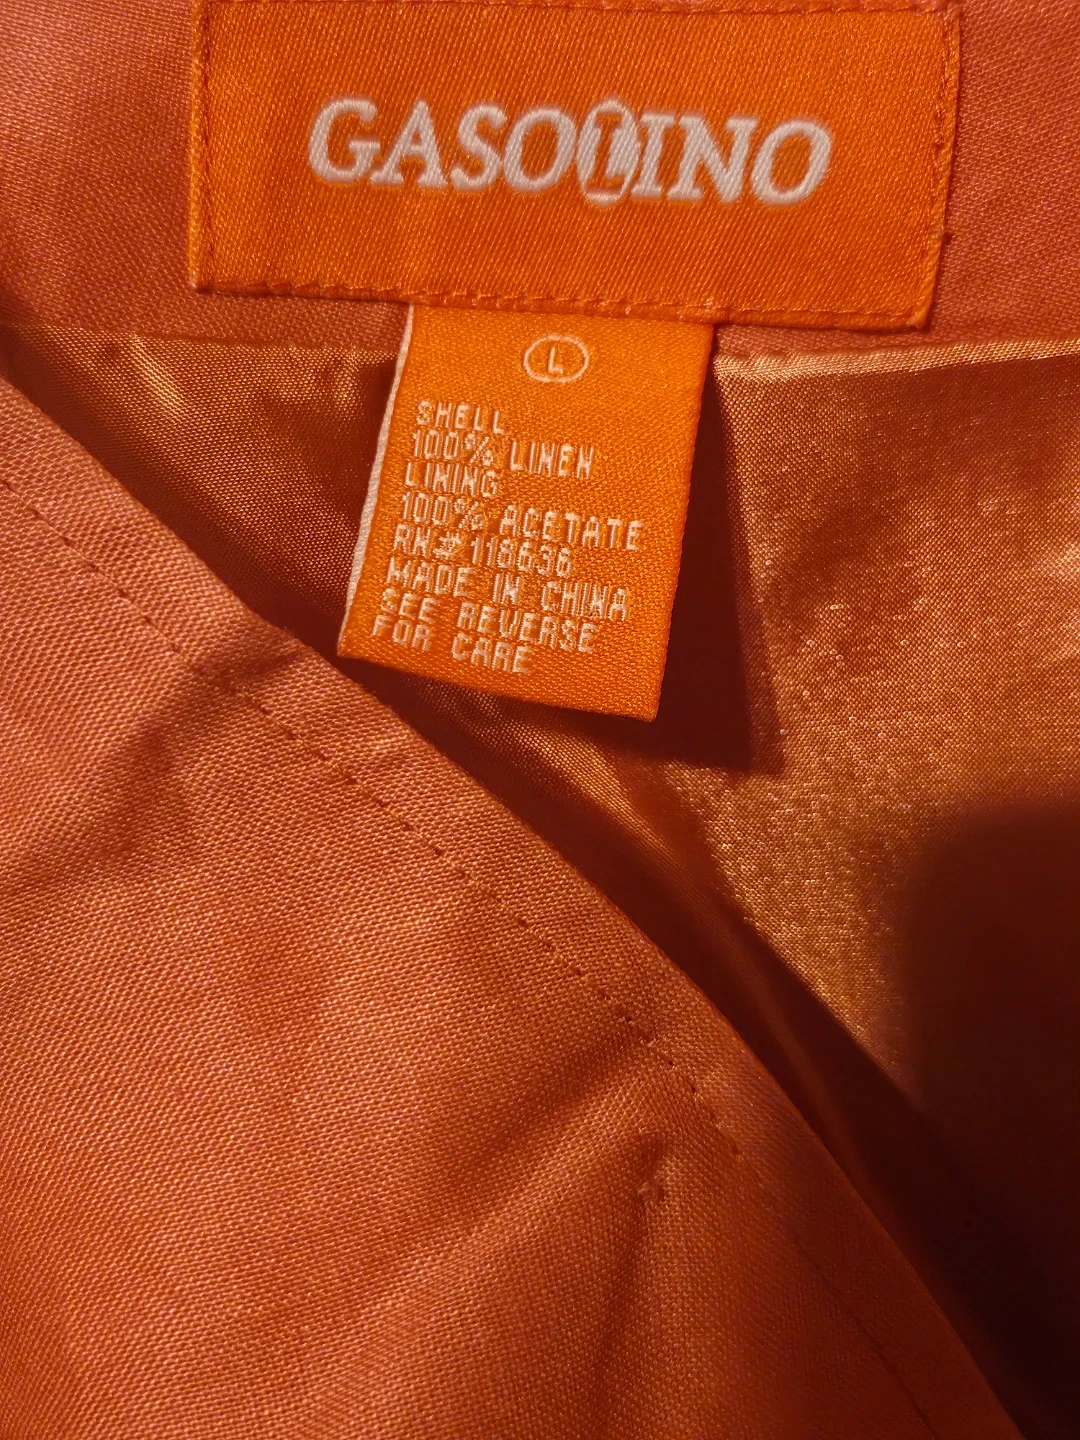 GASOLINO
L
SHELL
100% LINEN
LINING
100% ACETATE
RN#118636
MADE IN CHINA
SEE REVERSE
FOR CARE